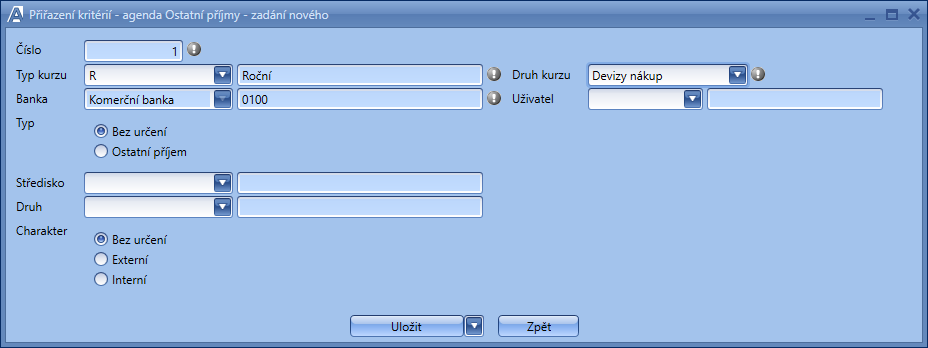 Přiřazení kritérií - agenda Ostatní příjmy - zadání nového
Číslo 1
Typ kurzu R Roční Druh kurzu Devizy nákup
Banka Komerční banka 0100 Uživatel
Typ
Bez určení
Ostatní příjem
Středisko
Druh
Charakter
Bez určení
Externí
Interní
Uložit Zpět